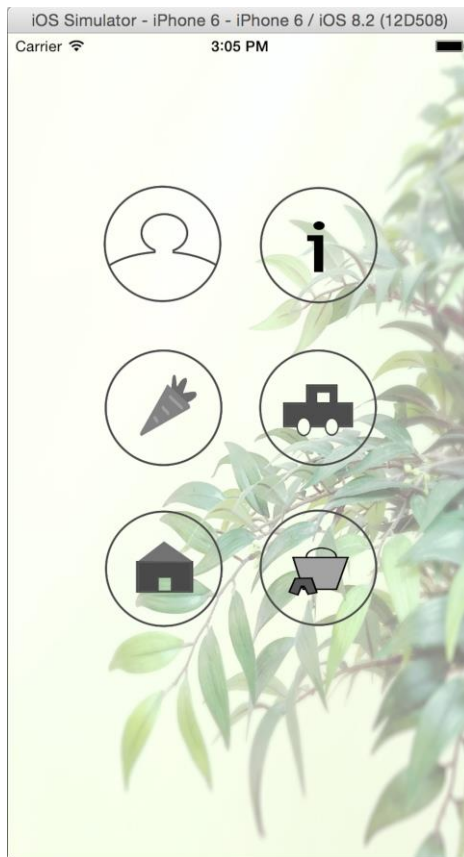 iOS Simulator - iPhone 6 - iPhone 6 / iOS 8.2 (12D508)
Carrier 3:05 PM
i